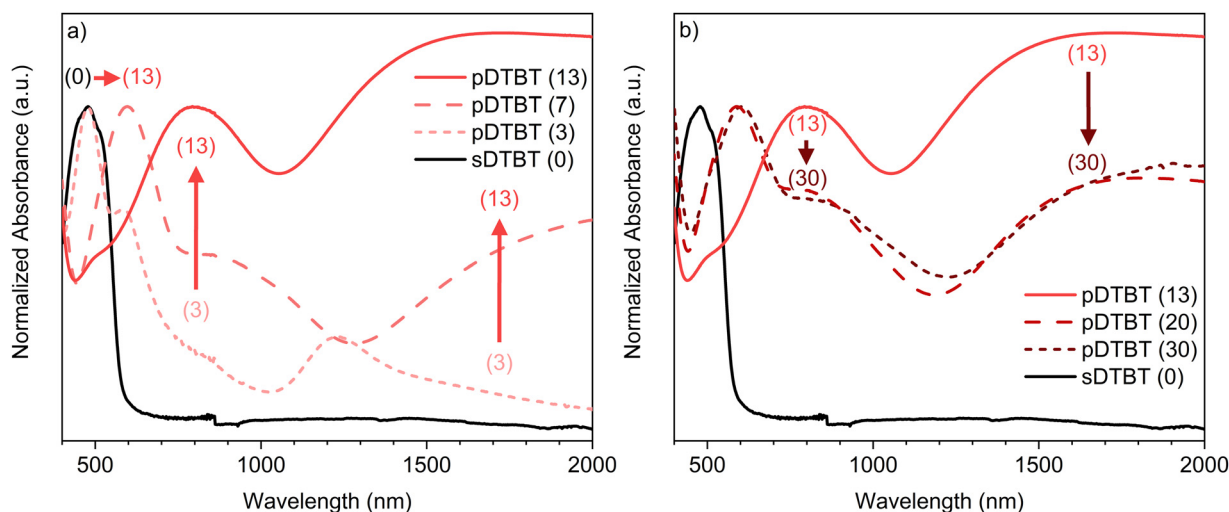 a)
(0)
(13)
pDTBT (13)
pDTBT (7)
pDTBT (3)
sDTBT (0)
(13)
(13)
(3)
(3)
500
1000
1500
2000
Wavelength (nm)
Normalized Absorbance (a.u.)
b)
(13)
(13)
(30)
(30)
pDTBT (13)
pDTBT (20)
pDTBT (30)
sDTBT (0)
500
1000
1500
2000
Wavelength (nm)
Normalized Absorbance (a.u.)